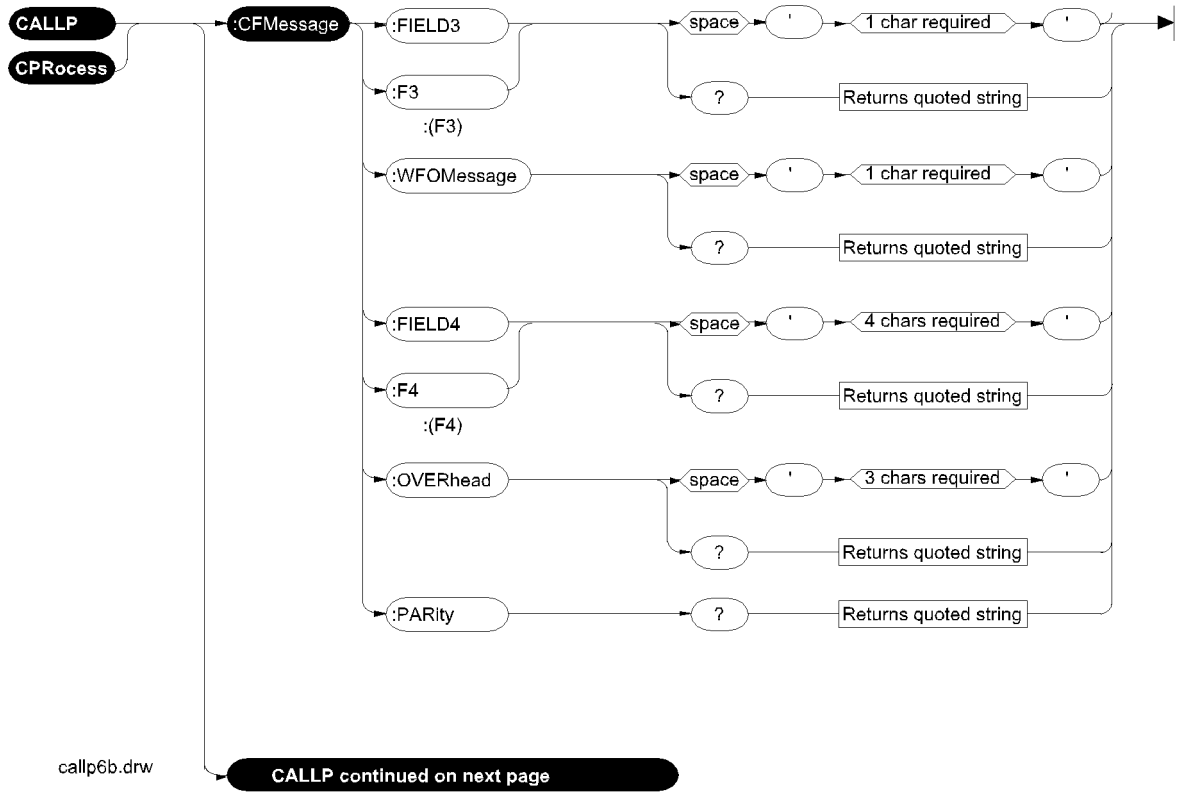 CALLP :CFMessage :FIELD3 space ' 1 char required '
CPRocess
:F3 ? Returns quoted string
:(F3)
:WFOMessage space ' 1 char required '
? Returns quoted string
:FIELD4 space ' 4 chars required '
:F4 ? Returns quoted string
:(F4)
:OVERhead space ' 3 chars required '
? Returns quoted string
:PARity ? Returns quoted string
callp6b.drw
CALLP continued on next page